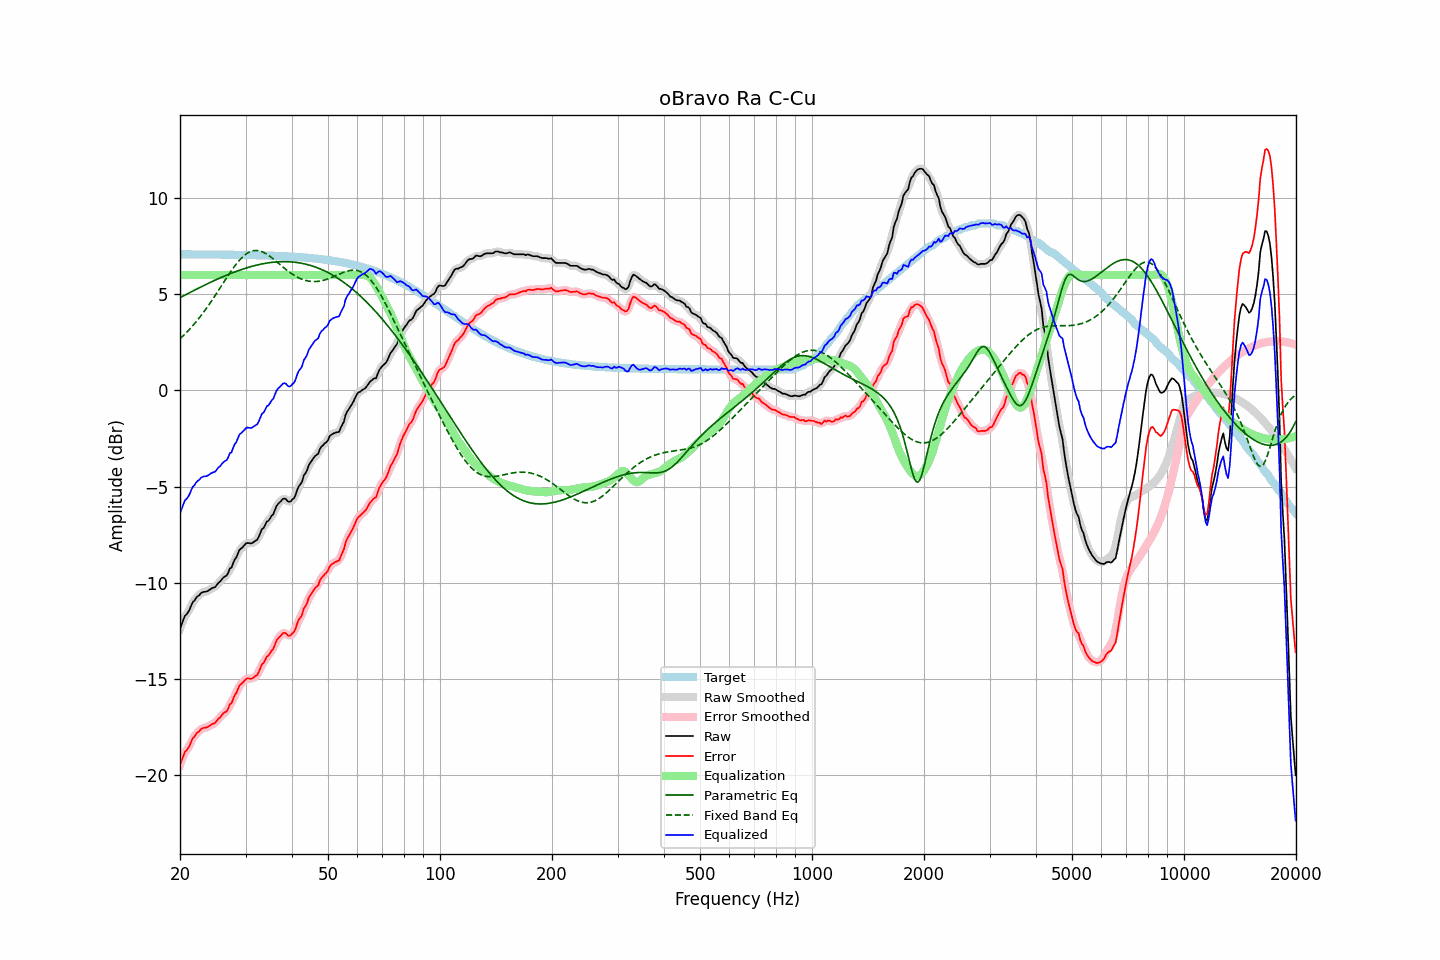 oBravo Ra C-Cu
Amplitude (dBr)
10
5
0
−5
−10
−15
−20
Target
Raw Smoothed
Error Smoothed
Raw
Error
Equalization
Parametric Eq
Fixed Band Eq
Equalized
20 50 100 200 500 1000 2000 5000 10000 20000
Frequency (Hz)